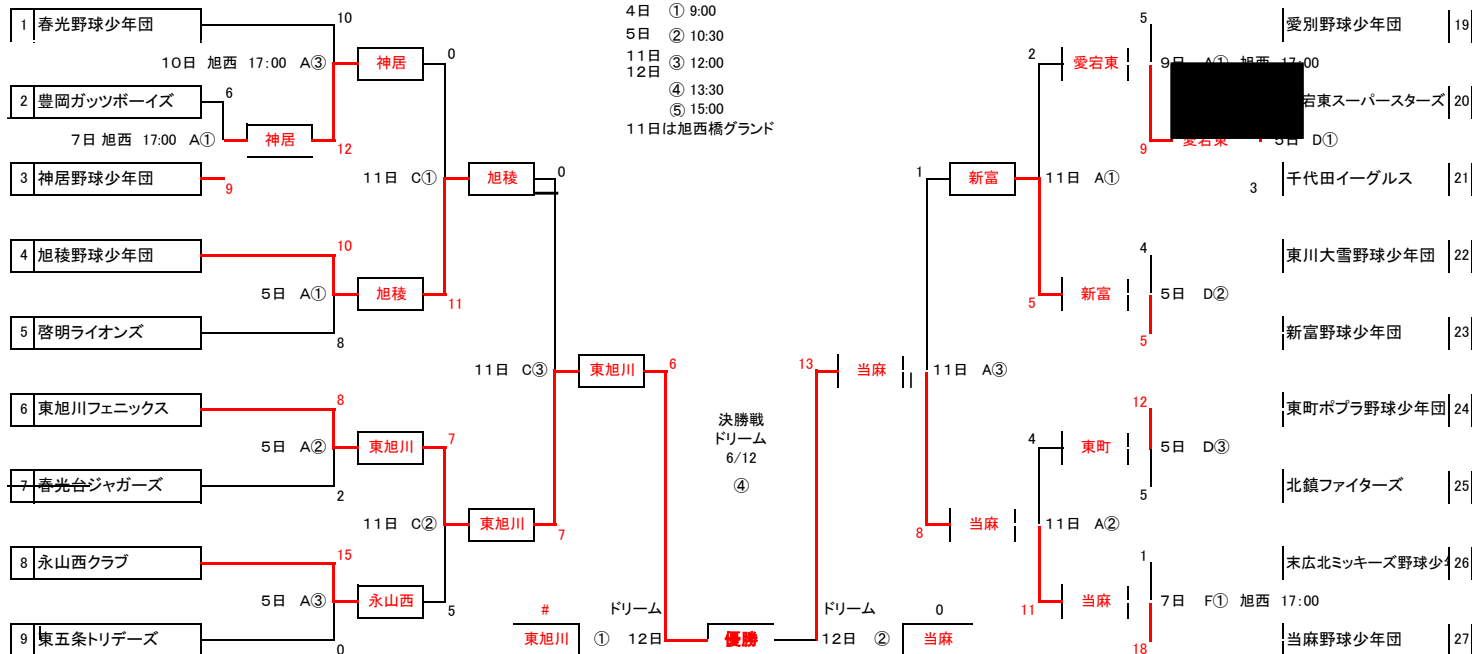 4日 ① 9:00
5日 ② 10:30
11日
12日 ③ 12:00
④ 13:30
⑤ 15:00
11日は旭西橋グランド
1 春光野球少年団 10
10日 旭西 17:00 A③ 神居 0
2 豊岡ガッツボーイズ 6
7日 旭西 17:00 A① 神居 12
3 神居野球少年団 9
11日 C① 旭稜 0
4 旭稜野球少年団 10
5日 A① 旭稜 11
5 啓明ライオンズ 8
11日 C③ 東旭川 6
6 東旭川フェニックス 8
5日 A② 東旭川 7
7 春光台ジャガーズ 2
11日 C② 東旭川 7
8 永山西クラブ 15
5日 A③ 永山西 5
9 東五条トリデーズ 0
# ドリーム
東旭川 ① 12日
優勝
決勝戦
ドリーム
6/12
④
ドリーム 0
12日 ② 当麻
5 愛別野球少年団 19
2 愛宕東 9日 A① 旭西 17:00
宕東スーパースターズ 20
9 愛宕東 5日 D①
3 千代田イーグルス 21
1 新富 11日 A①
4 東川大雪野球少年団 22
5 新富 5日 D②
5 新富野球少年団 23
13 当麻 11日 A③
12 東町ポプラ野球少年団 24
4 東町 5日 D③
5 北鎮ファイターズ 25
8 当麻 11日 A②
1 末広北ミッキーズ野球少 26
11 当麻 7日 F① 旭西 17:00
18 当麻野球少年団 27